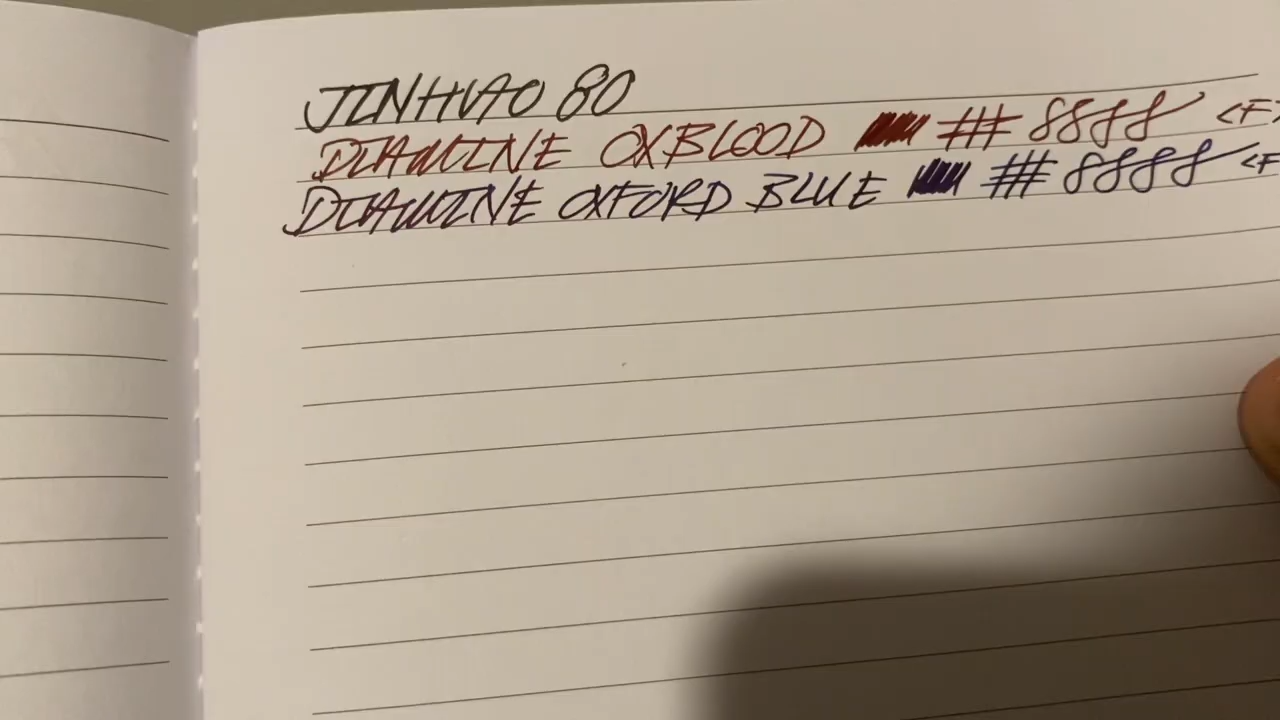 JINHAO 80
DIAMINE OXBLOOD ## 8888 <F>
DIAMINE OXFORD BLUE ## 8888 <F